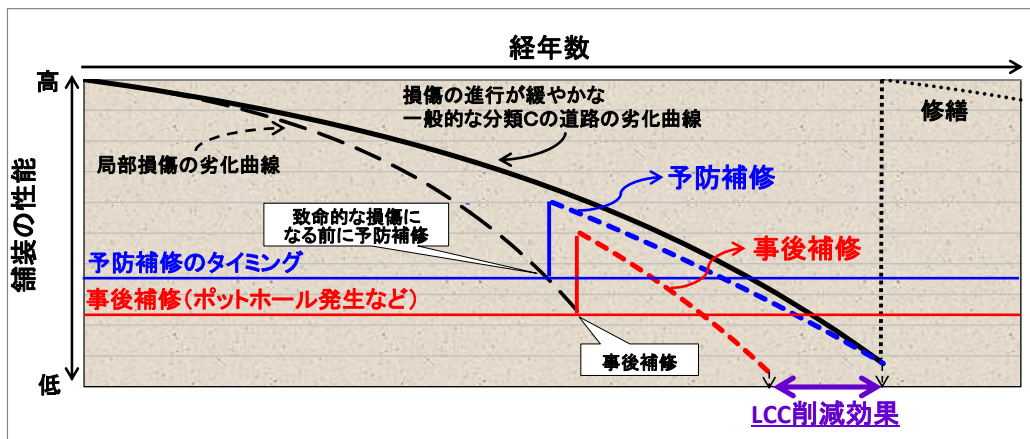 経年数
高
損傷の進行が緩やかな
一般的な分類Cの道路の劣化曲線
修繕
局部損傷の劣化曲線
予防補修
致命的な損傷に
なる前に予防補修
舗装の性能
事後補修
予防補修のタイミング
事後補修（ポットホール発生など）
事後補修
低
LCC削減効果